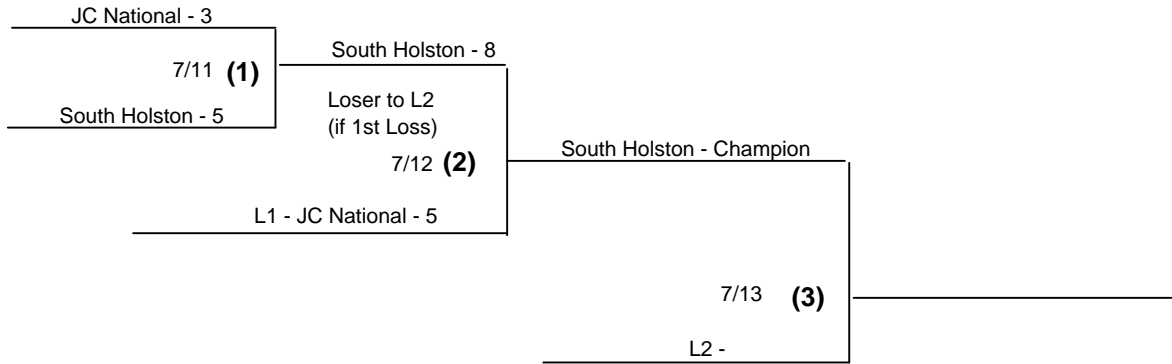 JC National - 3
7/11 (1)
South Holston - 8
South Holston - 5
Loser to L2
(if 1st Loss)
7/12 (2)
South Holston - Champion
L1 - JC National - 5
7/13 (3)
L2 -